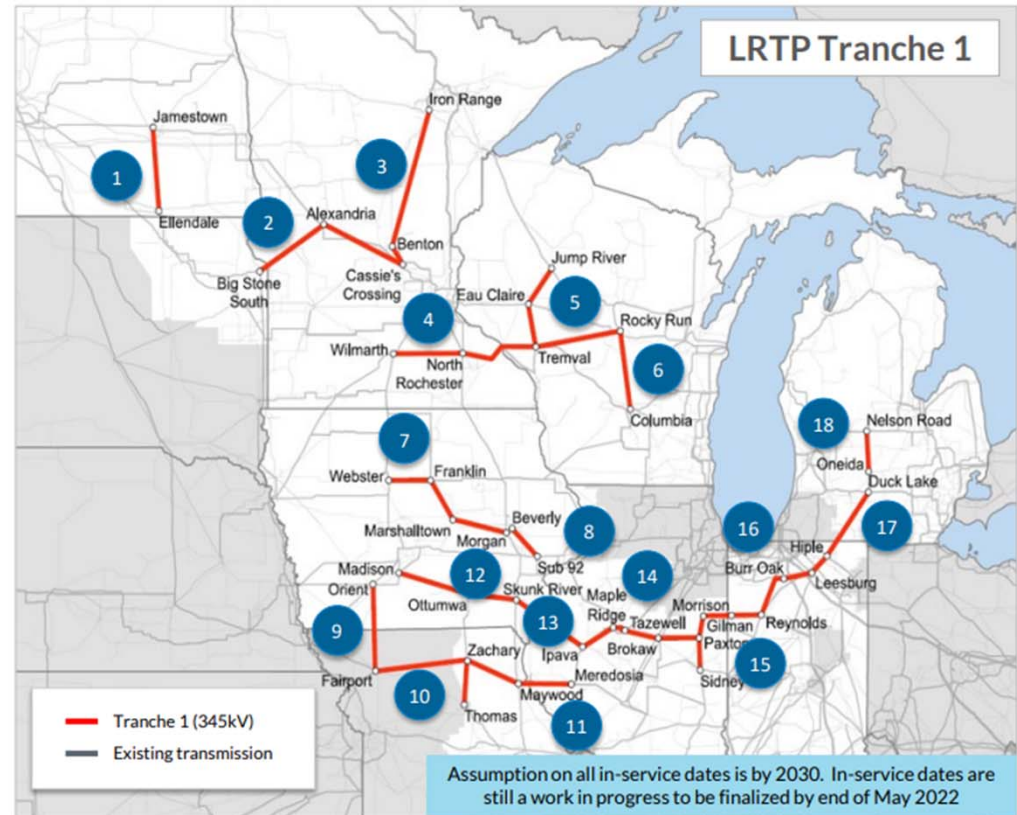 LRTP Tranche 1
Iron Range
Jamestown
3
1
Ellendale
2
Alexandria
Benton
Big Stone
South
Cassie's
Crossing
Jump River
Eau Claire
5
4
Rocky Run
Wilmarth
North
Rochester
Tremval
6
Columbia
18
Nelson Road
7
Webster
Franklin
Oneida
Duck Lake
Marshalltown
Morgan
Beverly
8
16
17
Hiple
Sub 92
Madison
Orient
12
14
Burr Oak
Leesburg
Ottumwa
Skunk River
Maple
Ridge
Morrison
9
13
Tazewell
Gilman
Reynolds
Ipava
Brokaw
Paxton
Zachary
15
Fairport
Meredosia
Sidney
10
Maywood
Thomas
11
Tranche 1 (345kV)
Existing transmission
Assumption on all in-service dates is by 2030. In-service dates are
still a work in progress to be finalized by end of May 2022